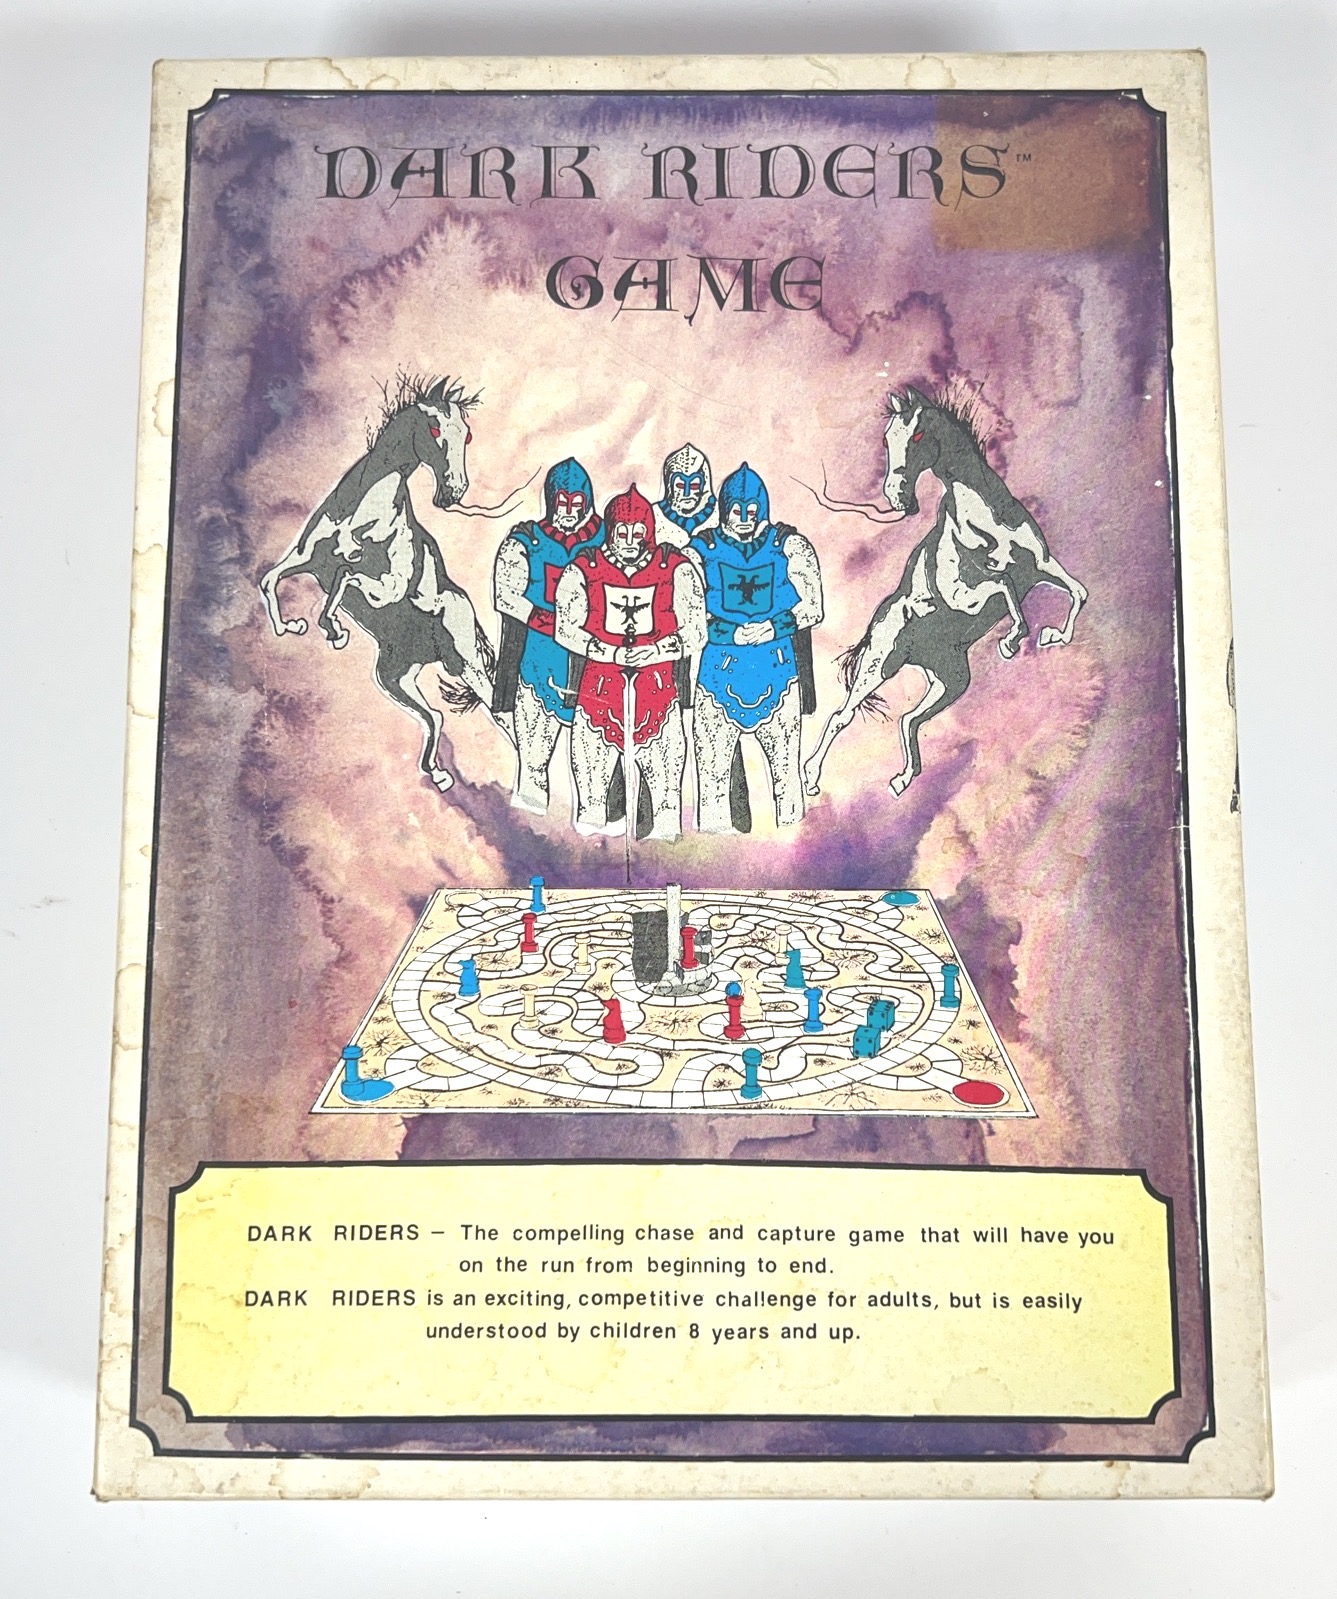 DARK RIDERS™
GAME
DARK RIDERS – The compelling chase and capture game that will have you
on the run from beginning to end.
DARK RIDERS is an exciting, competitive challenge for adults, but is easily
understood by children 8 years and up.